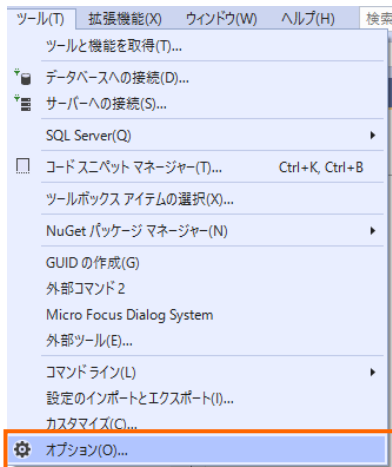 ツール(T) 拡張機能(X) ウィンドウ(W) ヘルプ(H) 検索
ツールと機能を取得(T)...
データベースへの接続(D)...
サーバーへの接続(S)...
SQL Server(Q)
コード スニペット マネージャー(T)... Ctrl+K, Ctrl+B
ツールボックス アイテムの選択(X)...
NuGet パッケージ マネージャー(N)
GUID の作成(G)
外部コマンド 2
Micro Focus Dialog System
外部ツール(E)...
コマンド ライン(L)
設定のインポートとエクスポート(I)...
カスタマイズ(C)...
オプション(O)...